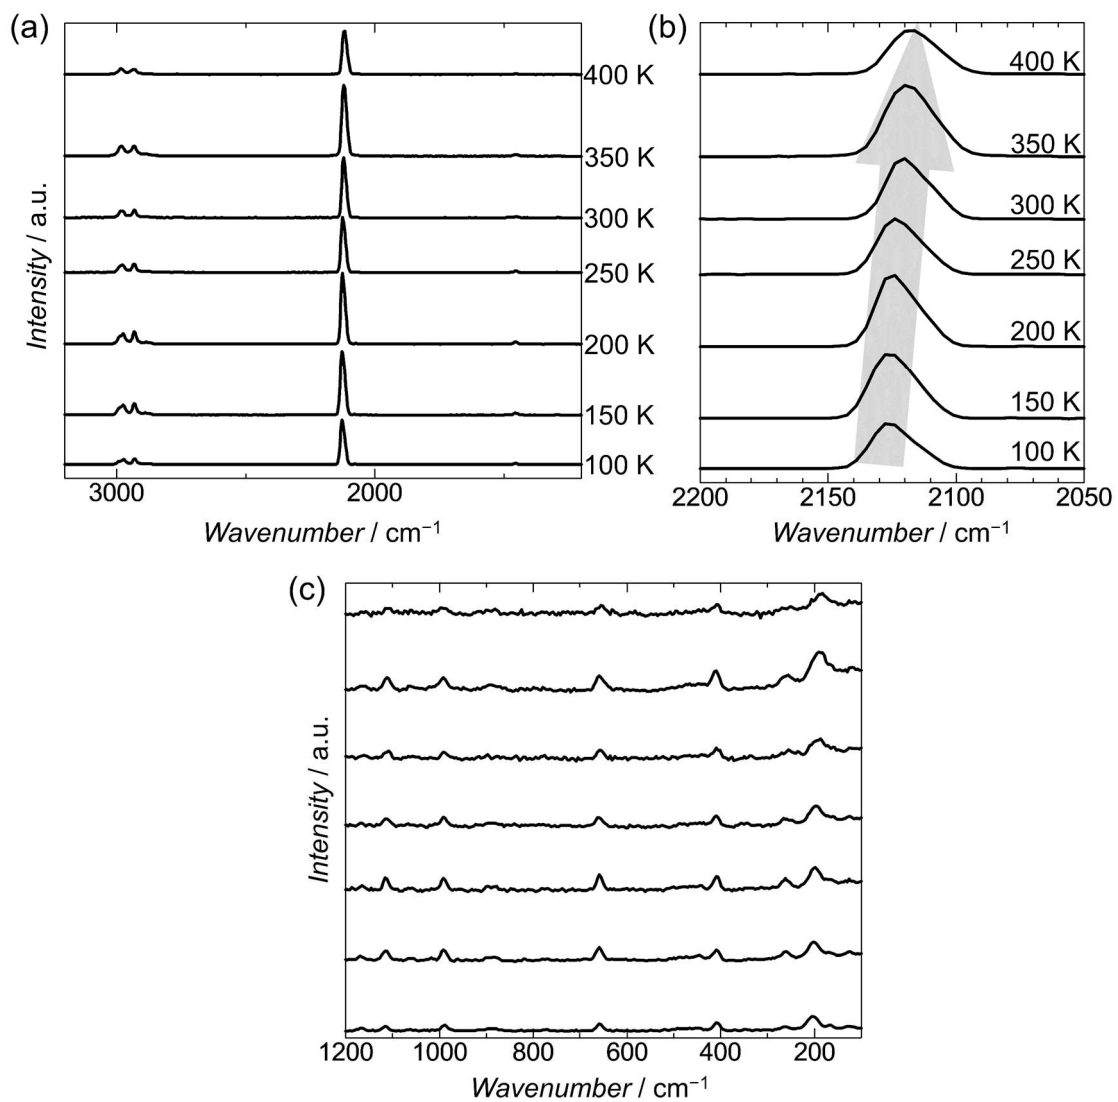 (a)
400 K
350 K
300 K
250 K
200 K
150 K
100 K
3000 2000
Wavenumber / cm⁻¹
Intensity / a.u.
(b)
400 K
350 K
300 K
250 K
200 K
150 K
100 K
2200 2150 2100 2050
Wavenumber / cm⁻¹
(c)
Intensity / a.u.
1200 1000 800 600 400 200
Wavenumber / cm⁻¹